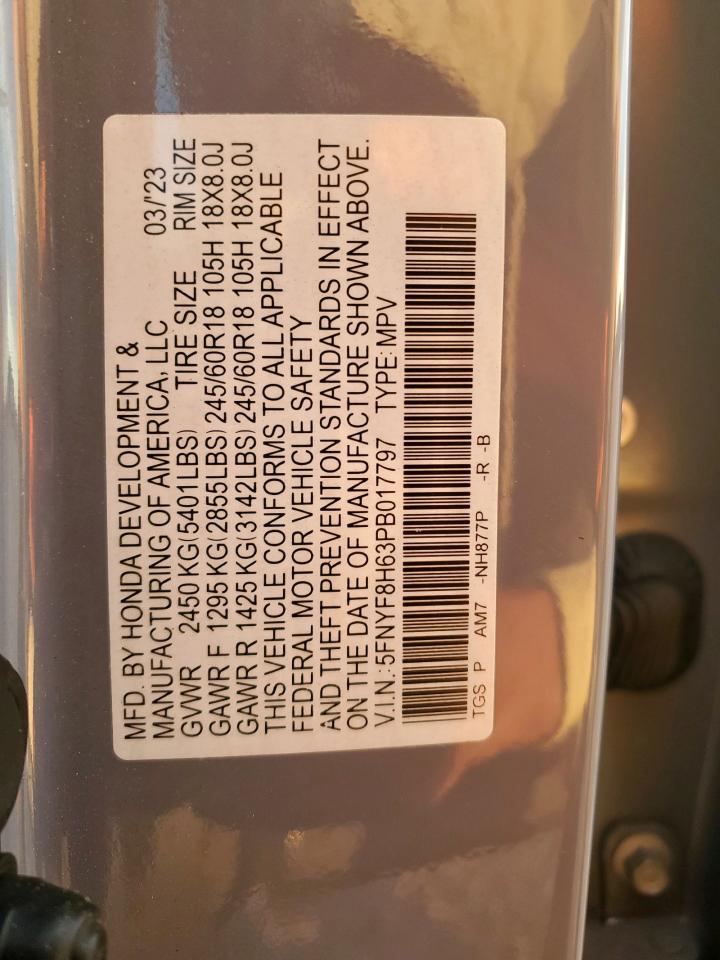 MFD. BY HONDA DEVELOPMENT &
MANUFACTURING OF AMERICA, LLC 03/'23
GVWR 2450 KG(5401LBS) TIRE SIZE RIM SIZE
GAWR F 1295 KG(2855LBS) 245/60R18 105H 18X8.0J
GAWR R 1425 KG(3142LBS) 245/60R18 105H 18X8.0J
THIS VEHICLE CONFORMS TO ALL APPLICABLE
FEDERAL MOTOR VEHICLE SAFETY
AND THEFT PREVENTION STANDARDS IN EFFECT
ON THE DATE OF MANUFACTURE SHOWN ABOVE.
V.I.N.: 5FNYF8H63PB017797 TYPE: MPV
TGS P AM7 -NH877P -R -B